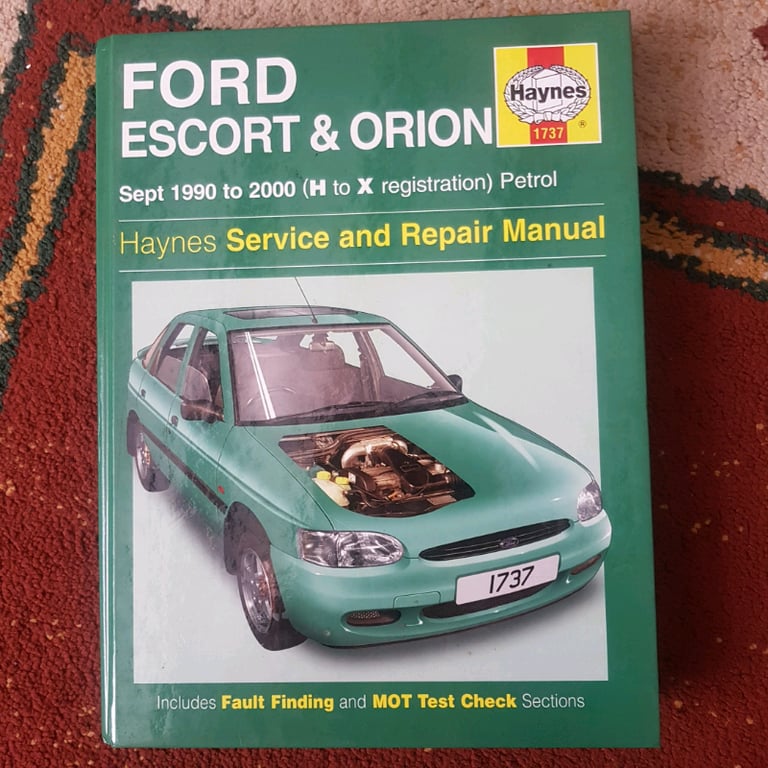 FORD
ESCORT & ORION
Haynes
1737
®
Sept 1990 to 2000 (H to X registration) Petrol
Haynes Service and Repair Manual
1737
Includes Fault Finding and MOT Test Check Sections